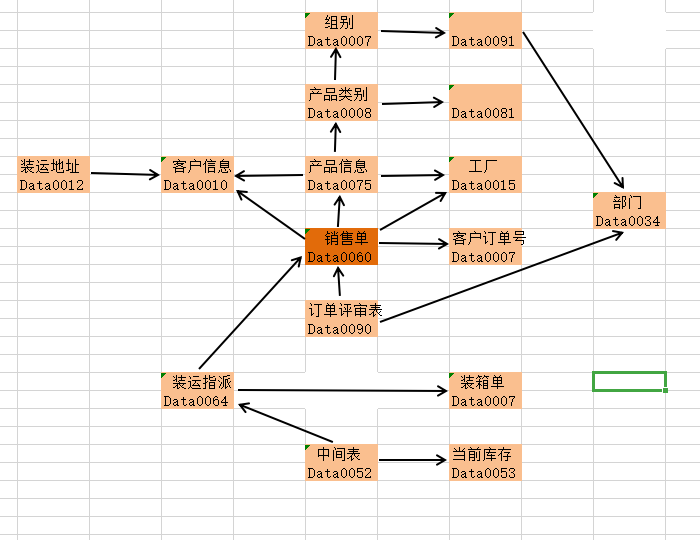 组别
Data0007
Data0091
产品类别
Data0008
Data0081
装运地址
Data0012
客户信息
Data0010
产品信息
Data0075
工厂
Data0015
部门
Data0034
销售单
Data0060
客户订单号
Data0007
订单评审表
Data0090
装运指派
Data0064
装箱单
Data0007
中间表
Data0052
当前库存
Data0053